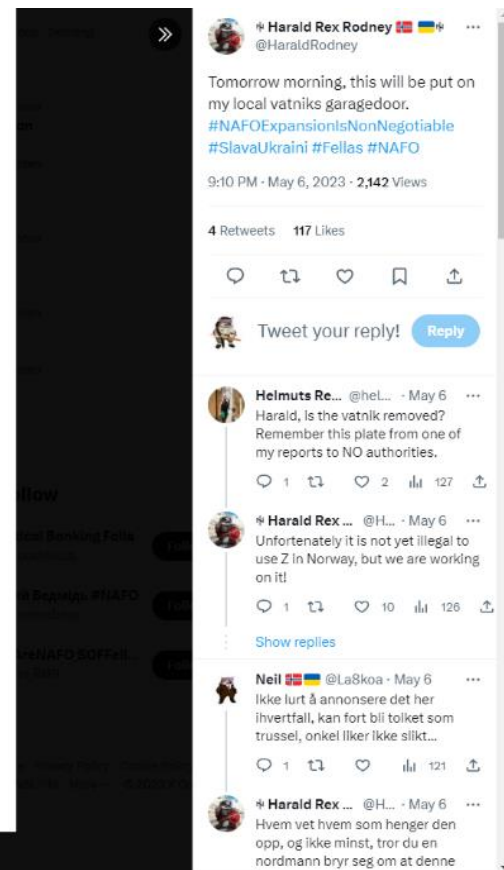 Harald Rex Rodney
@HaraldRodney
Tomorrow morning, this will be put on
my local vatniks garagedoor.
#NAFOExpansionIsNonNegotiable
#SlavaUkraini #Fellas #NAFO
9:10 PM · May 6, 2023 · 2,142 Views
4 Retweets 117 Likes
Tweet your reply! Reply
Helmuts Re... @hel... · May 6
Harald, is the vatnik removed?
Remember this plate from one of
my reports to NO authorities.
1 2 127
Harald Rex ... @H... · May 6
Unfortenately it is not yet illegal to
use Z in Norway, but we are working
on it!
1 10 126
Show replies
Neil @La8koa · May 6
Ikke lurt å annonsere det her
ihvertfall, kan fort bli tolket som
trussel, onkel liker ikke slikt...
1 121
Harald Rex ... @H... · May 6
Hvem vet hvem som henger den
opp, og ikke minst, tror du en
nordmann bryr seg om at denne